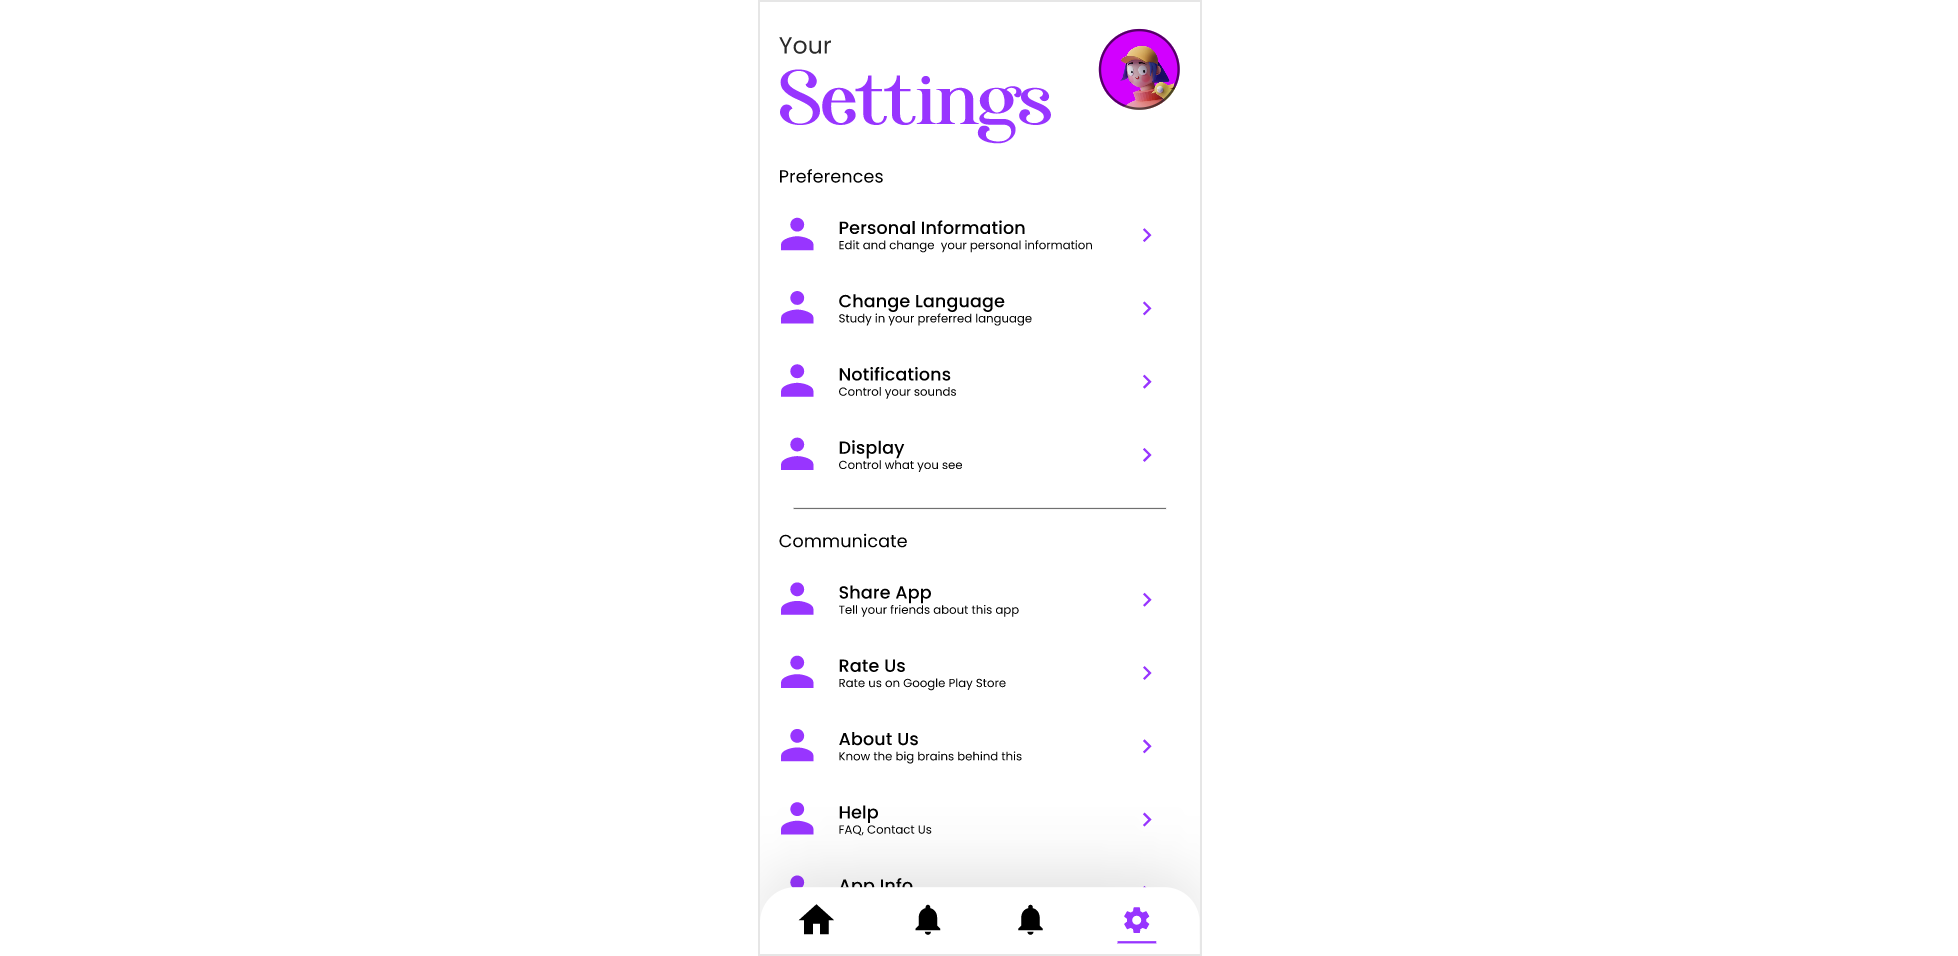 Your
Settings
Preferences
Personal Information
Edit and change  your personal information
Change Language
Study in your preferred language
Notifications
Control your sounds
Display
Control what you see
Communicate
Share App
Tell your friends about this app
Rate Us
Rate us on Google Play Store
About Us
Know the big brains behind this
Help
FAQ, Contact Us
App Info